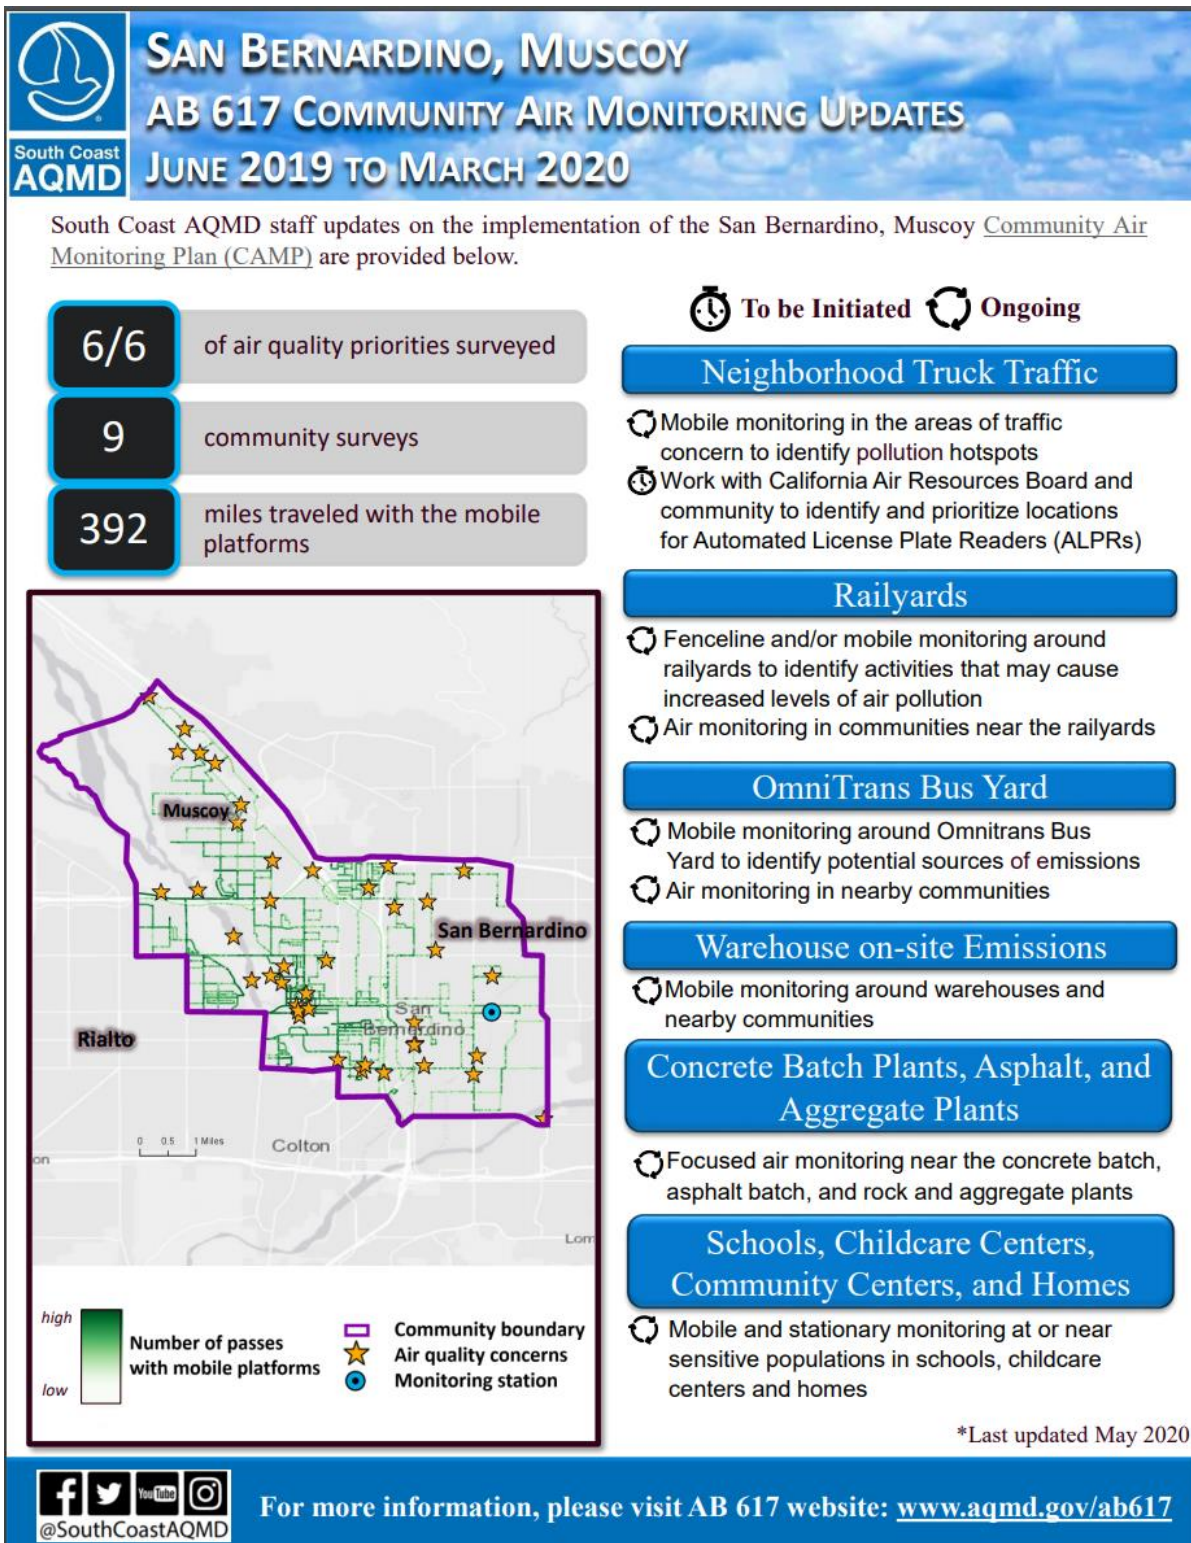 SAN BERNARDINO, MUSCOY
AB 617 COMMUNITY AIR MONITORING UPDATES
JUNE 2019 TO MARCH 2020
South Coast
AQMD
South Coast AQMD staff updates on the implementation of the San Bernardino, Muscoy Community Air
Monitoring Plan (CAMP) are provided below.
6/6
of air quality priorities surveyed
9
community surveys
392
miles traveled with the mobile
platforms
Muscoy
San Bernardino
San
Bernardino
Rialto
0 0.5 1 Miles
Colton
on
Lom
high
low
Number of passes
with mobile platforms
Community boundary
Air quality concerns
Monitoring station
To be Initiated
Ongoing
Neighborhood Truck Traffic
Mobile monitoring in the areas of traffic
concern to identify pollution hotspots
Work with California Air Resources Board and
community to identify and prioritize locations
for Automated License Plate Readers (ALPRs)
Railyards
Fenceline and/or mobile monitoring around
railyards to identify activities that may cause
increased levels of air pollution
Air monitoring in communities near the railyards
OmniTrans Bus Yard
Mobile monitoring around Omnitrans Bus
Yard to identify potential sources of emissions
Air monitoring in nearby communities
Warehouse on-site Emissions
Mobile monitoring around warehouses and
nearby communities
Concrete Batch Plants, Asphalt, and
Aggregate Plants
Focused air monitoring near the concrete batch,
asphalt batch, and rock and aggregate plants
Schools, Childcare Centers,
Community Centers, and Homes
Mobile and stationary monitoring at or near
sensitive populations in schools, childcare
centers and homes
*Last updated May 2020
You Tube
@SouthCoastAQMD
For more information, please visit AB 617 website: www.aqmd.gov/ab617